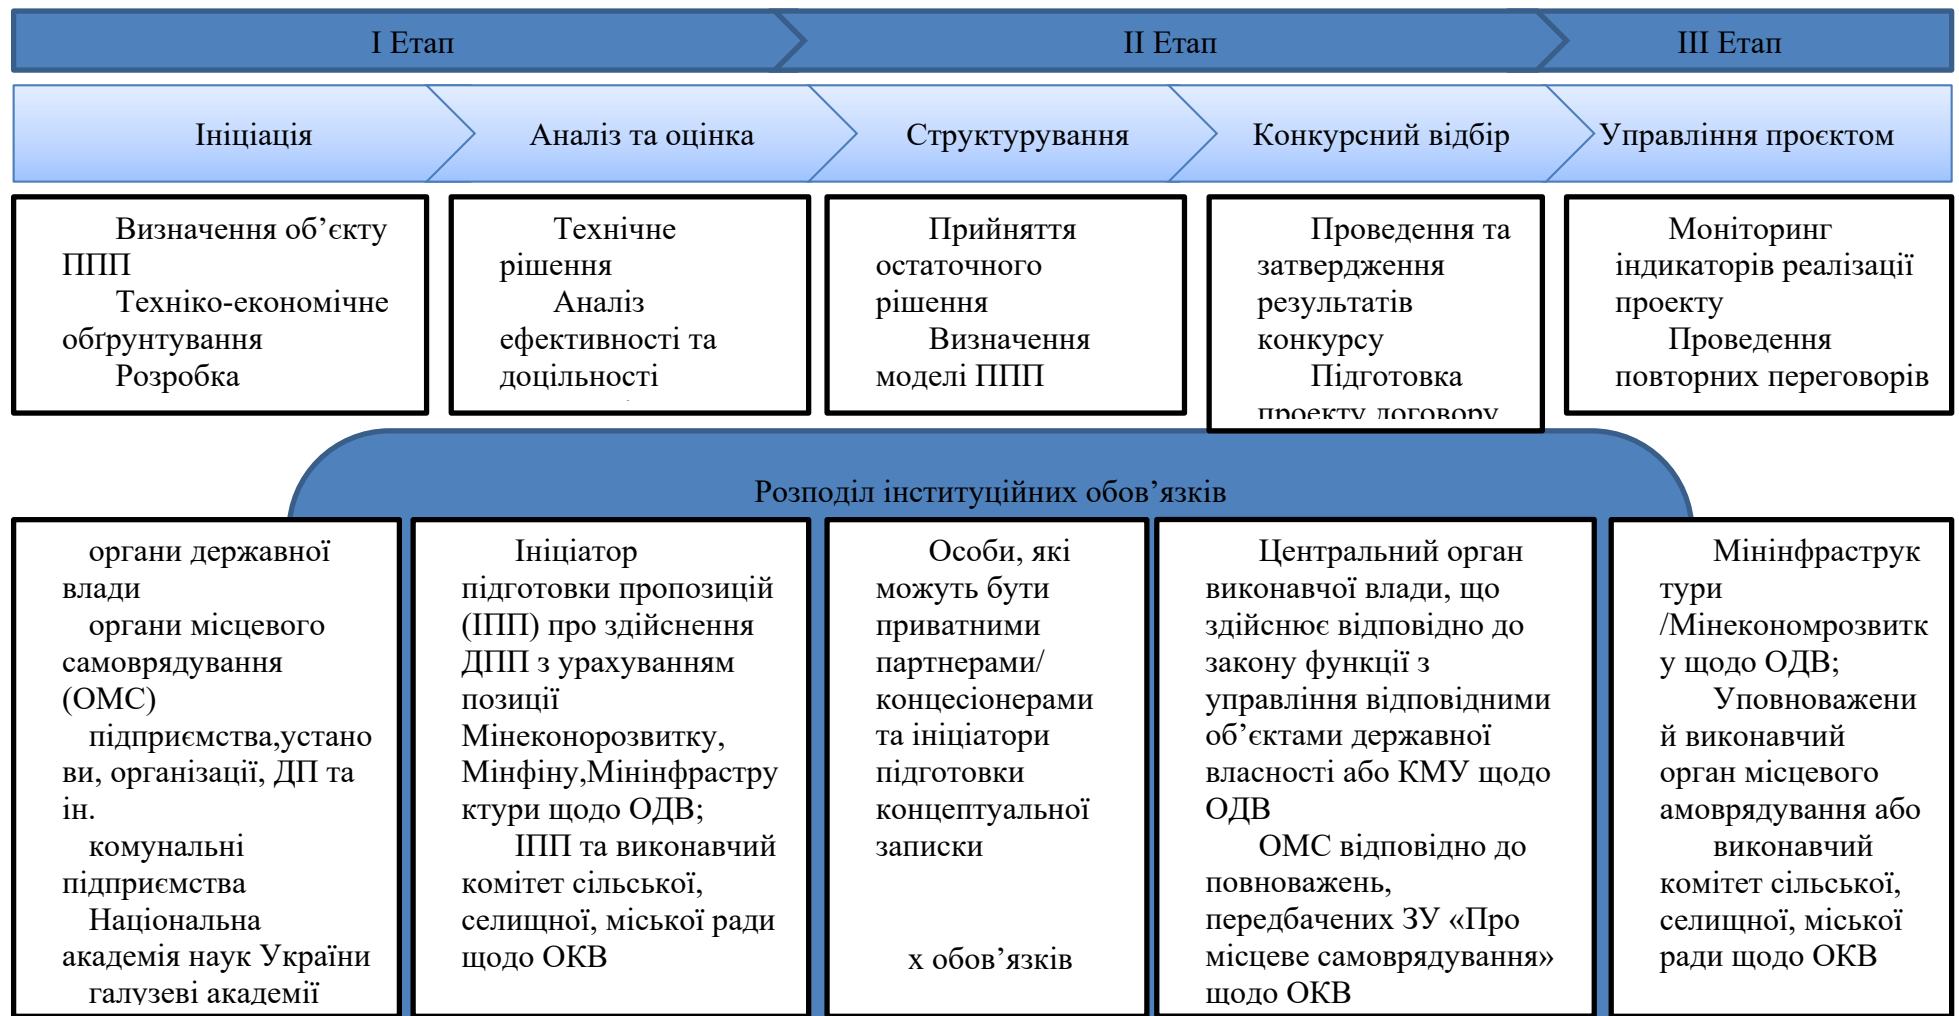 І Етап
ІІ Етап
ІІІ Етап
Ініціація
Аналіз та оцінка
Структурування
Конкурсний відбір
Управління проєктом
Визначення об’єкту
ППП
Техніко-економічне
обґрунтування
Розробка
Технічне
рішення
Аналіз
ефективності та
доцільності
Прийняття
остаточного
рішення
Визначення
моделі ППП
Проведення та
затвердження
результатів
конкурсу
Підготовка
проекту договору
Моніторинг
індикаторів реалізації
проекту
Проведення
повторних переговорів
Розподіл інституційних обов’язків
органи державної
влади
органи місцевого
самоврядування
(ОМС)
підприємства,устано
ви, організації, ДП та
ін.
комунальні
підприємства
Національна
академія наук України
галузеві академії
Ініціатор
підготовки пропозицій
(ІПП) про здійснення
ДПП з урахуванням
позиції
Мінеконорозвитку,
Мінфіну,Мінінфрастру
ктури щодо ОДВ;
ІПП та виконавчий
комітет сільської,
селищної, міської ради
щодо ОКВ
Особи, які
можуть бути
приватними
партнерами/
концесіонерами
та ініціатори
підготовки
концептуальної
записки
х обов’язків
Центральний орган
виконавчої влади, що
здійснює відповідно до
закону функції з
управління відповідними
об’єктами державної
власності або КМУ щодо
ОДВ
ОМС відповідно до
повноважень,
передбачених ЗУ «Про
місцеве самоврядування»
щодо ОКВ
Мінінфраструк
тури
/Мінекономрозвитк
у щодо ОДВ;
Уповноважени
й виконавчий
орган місцевого
амоврядування або
виконавчий
комітет сільської,
селищної, міської
ради щодо ОКВ